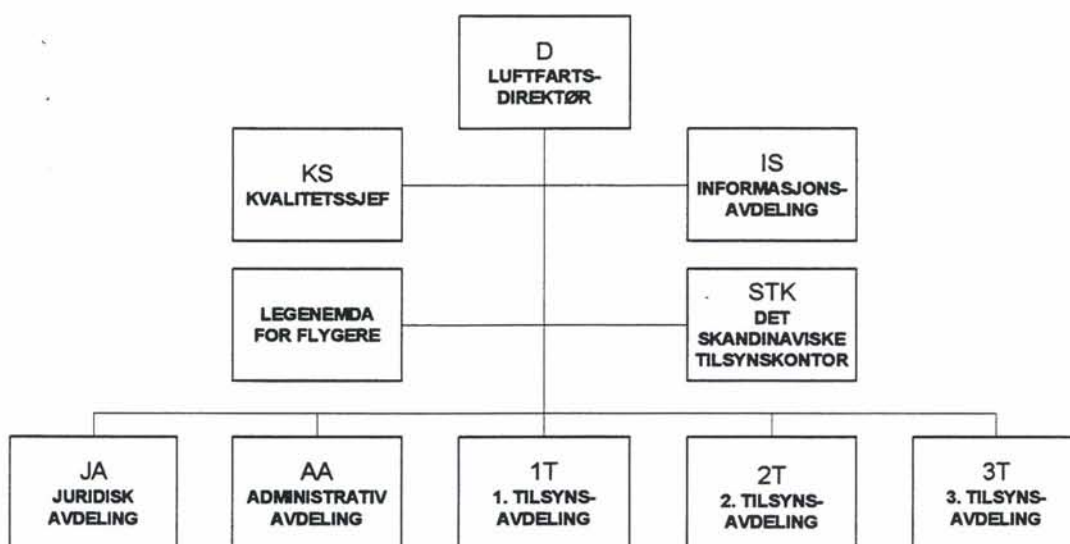 D
LUFTFARTS-
DIREKTØR
KS
KVALITETSSJEF
IS
INFORMASJONS-
AVDELING
LEGENEMDA
FOR FLYGERE
STK
DET
SKANDINAVISKE
TILSYNSKONTOR
JA
JURIDISK
AVDELING
AA
ADMINISTRATIV
AVDELING
1T
1. TILSYNS-
AVDELING
2T
2. TILSYNS-
AVDELING
3T
3. TILSYNS-
AVDELING